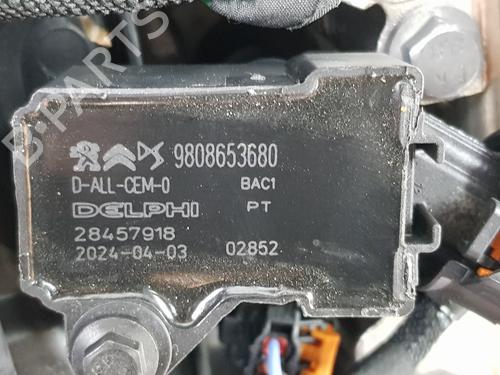 9808653680
D-ALL-CEM-0 BAC1
DELPHI PT
28457918
2024-04-03 02852
B-PARTS